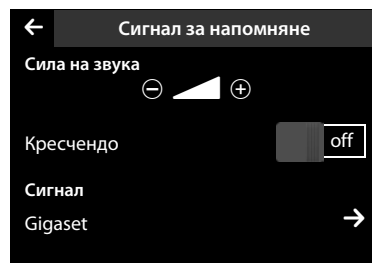 Сигнал за напомняне
Сила на звука
Кресчендо off
Сигнал
Gigaset